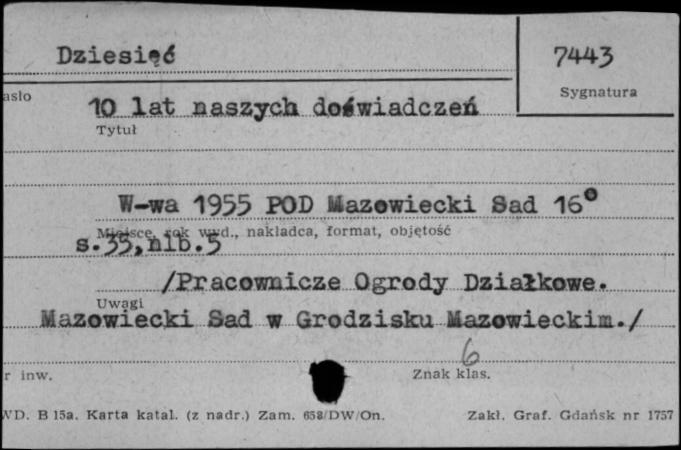 Dziesięć
7443
asło
Sygnatura
10 lat naszych doświadczeń
Tytuł
W-wa 1955 POD Mazowiecki Sad 16°
Miejsce, rok wyd., nakładca, format, objętość
s.35,nlb.5
/Pracownicze Ogrody Działkowe.
Uwagi
Mazowiecki Sad w Grodzisku Mazowieckim./
6
r inw.
Znak klas.
WD. B 15a. Karta katal. (z nadr.) Zam. 658/DW/On.
Zakł. Graf. Gdańsk nr 1757